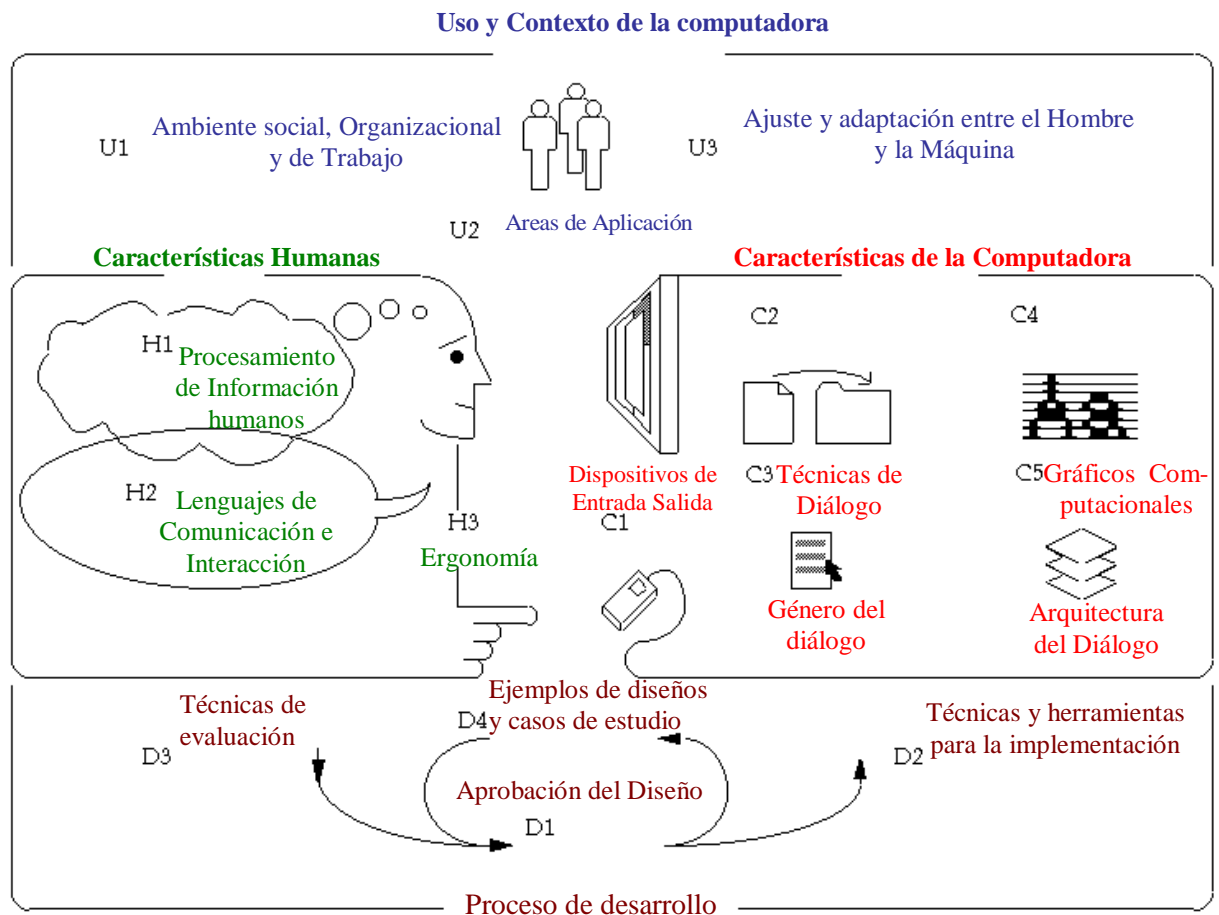 Uso y Contexto de la computadora
U1
Ambiente social, Organizacional
y de Trabajo
U3
Ajuste y adaptación entre el Hombre
y la Máquina
U2
Areas de Aplicación
Características Humanas
H1
Procesamiento
de Información
humanos
H2
Lenguajes de
Comunicación e
Interacción
H3
Ergonomía
Características de la Computadora
Dispositivos de
Entrada Salida
C1
C2
C3 Técnicas de
Diálogo
Género del
diálogo
C4
C5 Gráficos Com-
putacionales
Arquitectura
del Diálogo
Técnicas de
evaluación
D3
Ejemplos de diseños
D4 y casos de estudio
Aprobación del Diseño
D1
Técnicas y herramientas
para la implementación
D2
Proceso de desarrollo